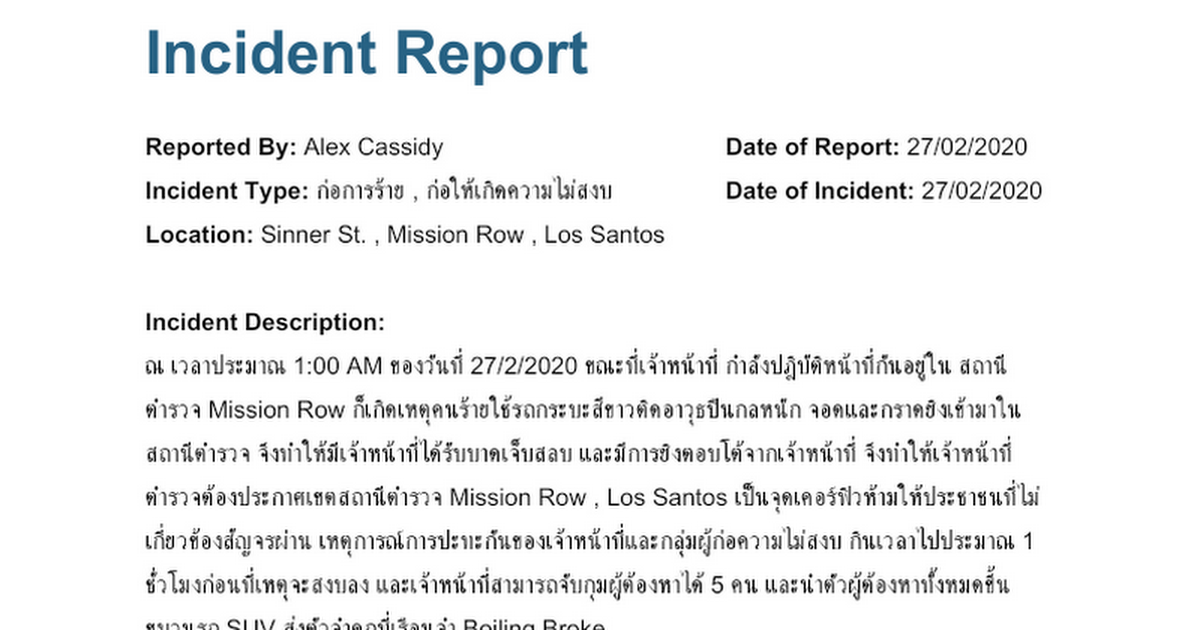 Incident Report
Reported By: Alex Cassidy
Date of Report: 27/02/2020
Incident Type: ก่อการร้าย , ก่อให้เกิดความไม่สงบ
Date of Incident: 27/02/2020
Location: Sinner St. , Mission Row , Los Santos
Incident Description:
ณ เวลาประมาณ 1:00 AM ของวันที่ 27/2/2020 ขณะที่เจ้าหน้าที่ กำลังปฎิบัติหน้าที่กันอยู่ใน สถานี
ตำรวจ Mission Row ก็เกิดเหตุคนร้ายใช้รถกระบะสีขาวติดอาวุธปืนกลหนัก จอดและกราดยิงเข้ามาใน
สถานีตำรวจ จึงทำให้มีเจ้าหน้าที่ได้รับบาดเจ็บสลบ และมีการยิงตอบโต้จากเจ้าหน้าที่ จึงทำให้เจ้าหน้าที่
ตำรวจต้องประกาศเขตสถานีตำรวจ Mission Row , Los Santos เป็นจุดเคอร์ฟิวห้ามให้ประชาชนที่ไม่
เกี่ยวข้องสัญจรผ่าน เหตุการณ์การปะทะกันของเจ้าหน้าที่และกลุ่มผู้ก่อความไม่สงบ กินเวลาไปประมาณ 1
ชั่วโมงก่อนที่เหตุจะสงบลง และเจ้าหน้าที่สามารถจับกุมผู้ต้องหาได้ 5 คน และนำตัวผู้ต้องหาทั้งหมดขึ้น
ขบวนรถ SUV ส่งตัวจำคุกที่เรือนจำ Boiling Broke